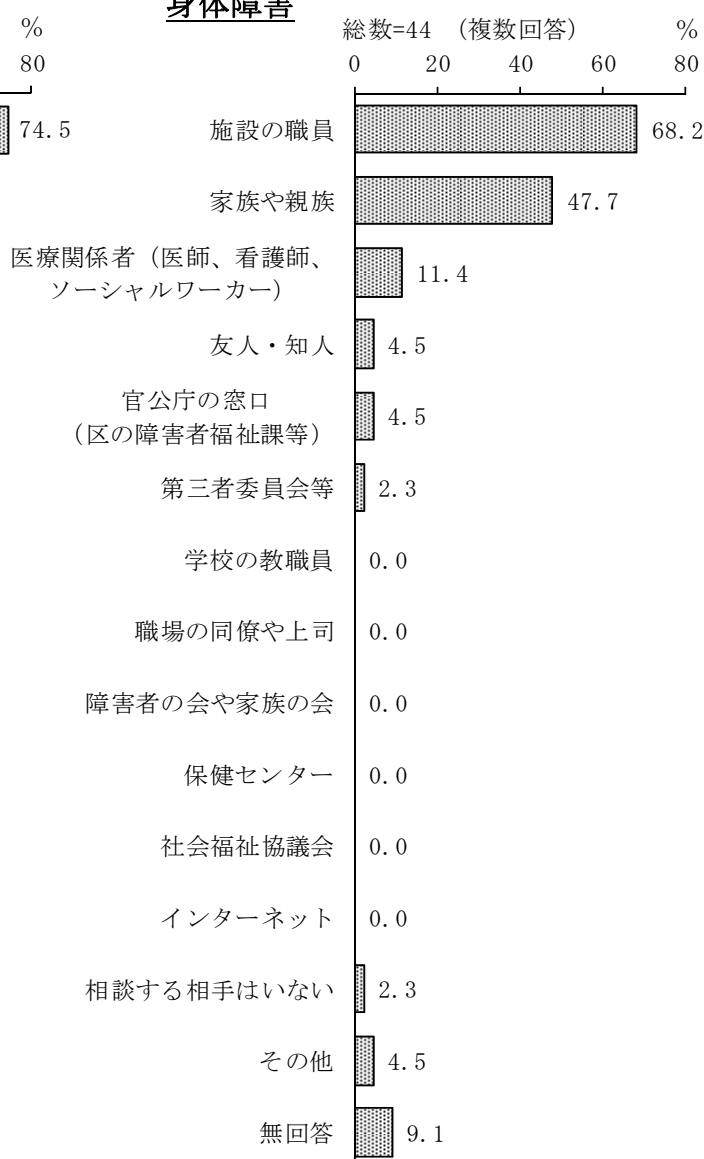 身体障害
%
80
74.5
総数=44 （複数回答） %
0 20 40 60 80
施設の職員 68.2
家族や親族 47.7
医療関係者（医師、看護師、
ソーシャルワーカー） 11.4
友人・知人 4.5
官公庁の窓口
（区の障害者福祉課等） 4.5
第三者委員会等 2.3
学校の教職員 0.0
職場の同僚や上司 0.0
障害者の会や家族の会 0.0
保健センター 0.0
社会福祉協議会 0.0
インターネット 0.0
相談する相手はいない 2.3
その他 4.5
無回答 9.1